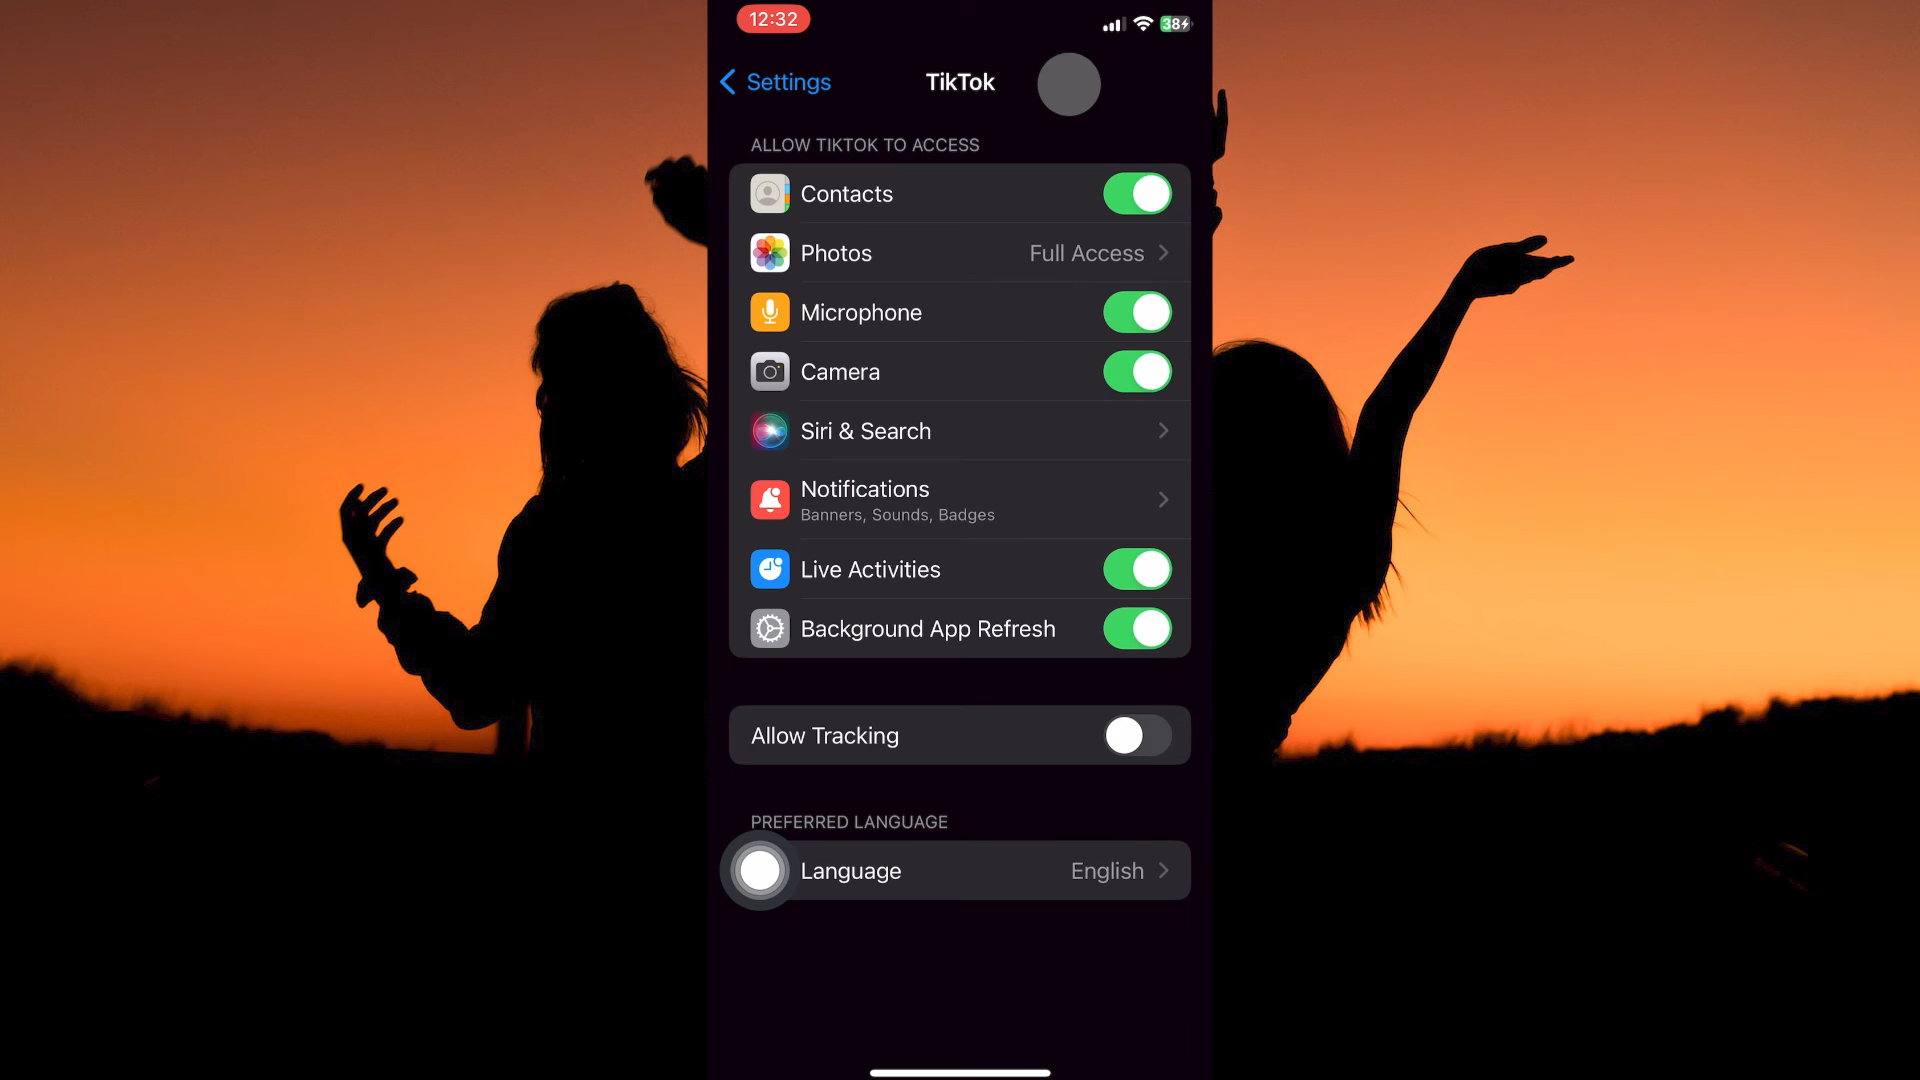 12:32
38
Settings
TikTok
ALLOW TIKTOK TO ACCESS
Contacts
Photos
Full Access
Microphone
Camera
Siri & Search
Notifications
Banners, Sounds, Badges
Live Activities
Background App Refresh
Allow Tracking
PREFERRED LANGUAGE
Language
English